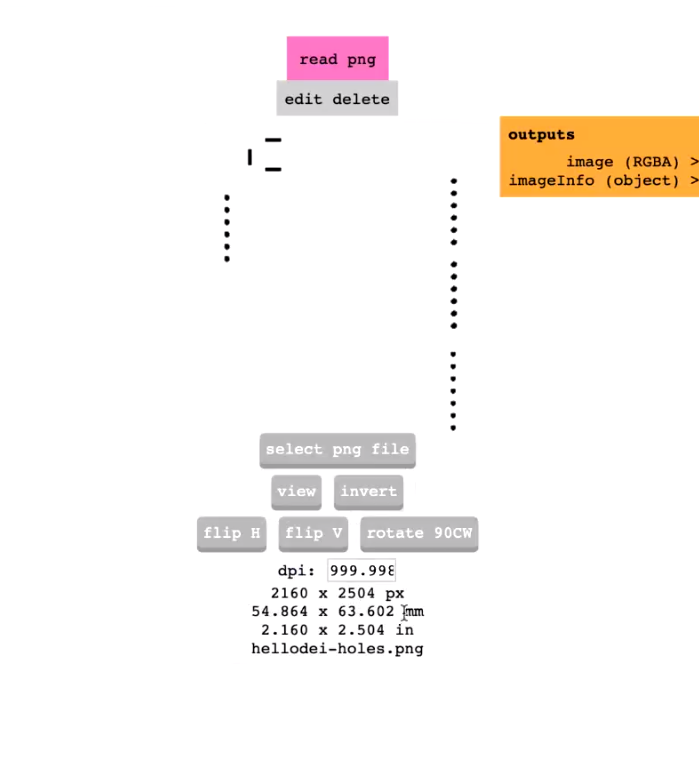 read png
edit delete
outputs
image (RGBA) >
imageInfo (object) >
select png file
view invert
flip H flip V rotate 90CW
dpi: 999.998
2160 x 2504 px
54.864 x 63.602 mm
2.160 x 2.504 in
hellodei-holes.png